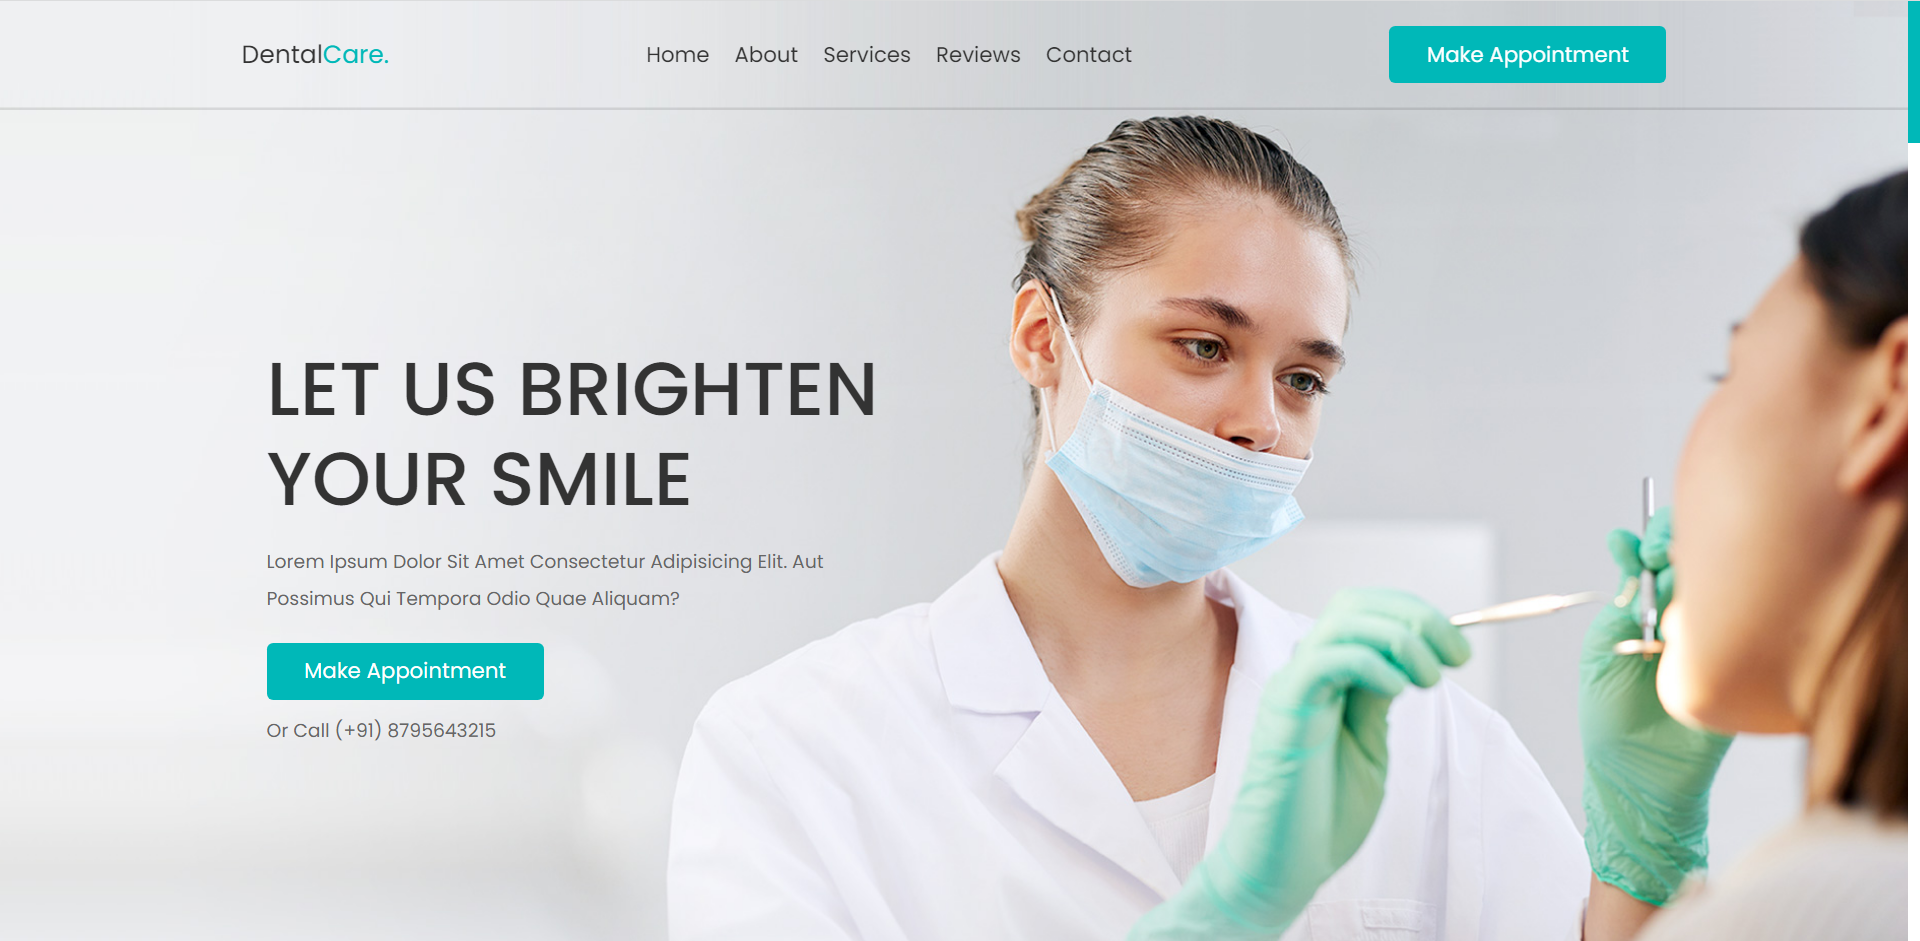 DentalCare.
Home About Services Reviews Contact
Make Appointment
LET US BRIGHTEN
YOUR SMILE
Lorem Ipsum Dolor Sit Amet Consectetur Adipisicing Elit. Aut
Possimus Qui Tempora Odio Quae Aliquam?
Make Appointment
Or Call (+91) 8795643215